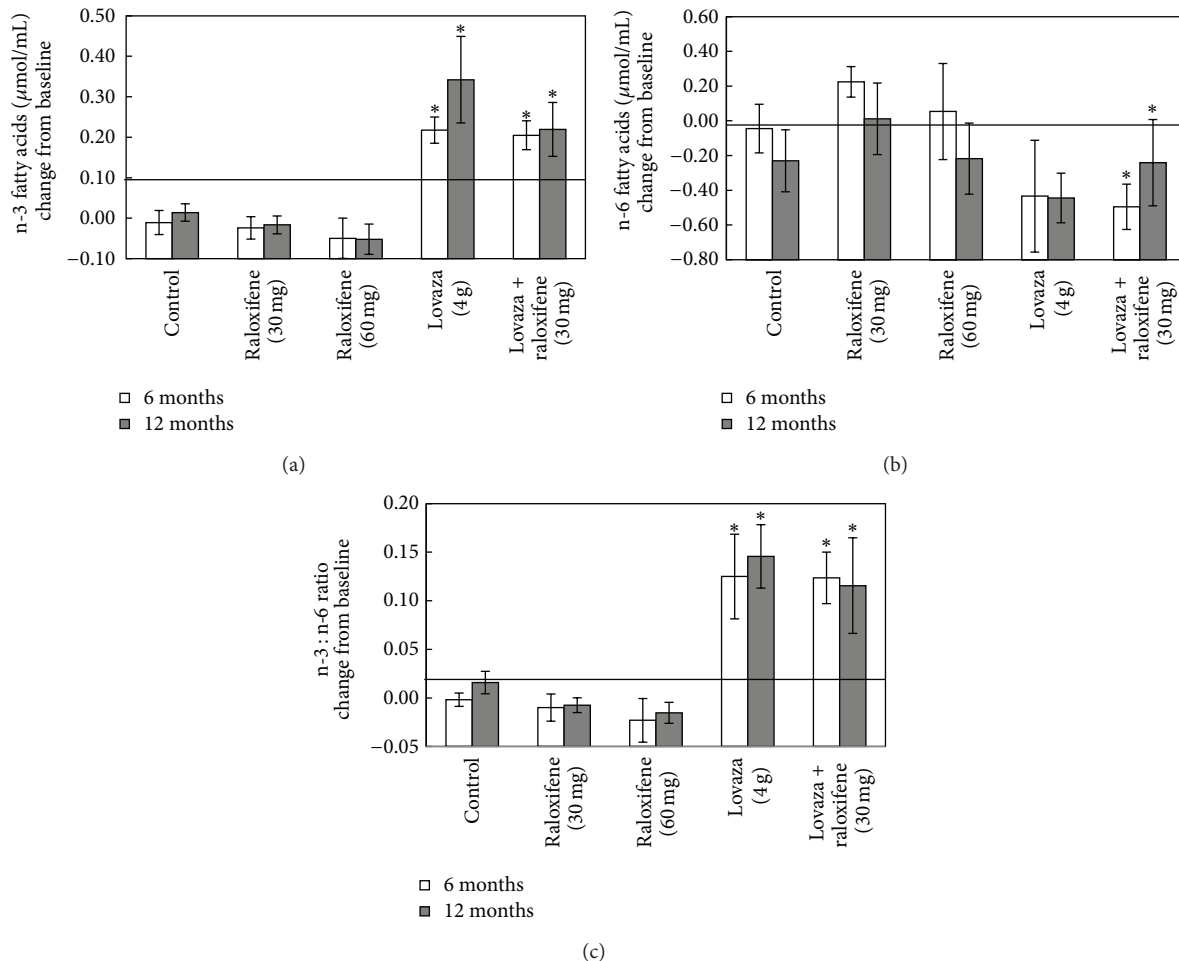 n-3 fatty acids (μmol/mL)
change from baseline
0.50
0.40
0.30
0.20
0.10
0.00
−0.10
*
*
*
*
Control
Raloxifene
(30 mg)
Raloxifene
(60 mg)
Lovaza
(4 g)
Lovaza +
raloxifene
(30 mg)
6 months
12 months
(a)
n-6 fatty acids (μmol/mL)
change from baseline
0.60
0.40
0.20
0.00
−0.20
−0.40
−0.60
−0.80
*
*
Control
Raloxifene
(30 mg)
Raloxifene
(60 mg)
Lovaza
(4 g)
Lovaza +
raloxifene
(30 mg)
6 months
12 months
(b)
n-3 : n-6 ratio
change from baseline
0.20
0.15
0.10
0.05
0.00
−0.05
*
*
*
*
Control
Raloxifene
(30 mg)
Raloxifene
(60 mg)
Lovaza
(4 g)
Lovaza +
raloxifene
(30 mg)
6 months
12 months
(c)